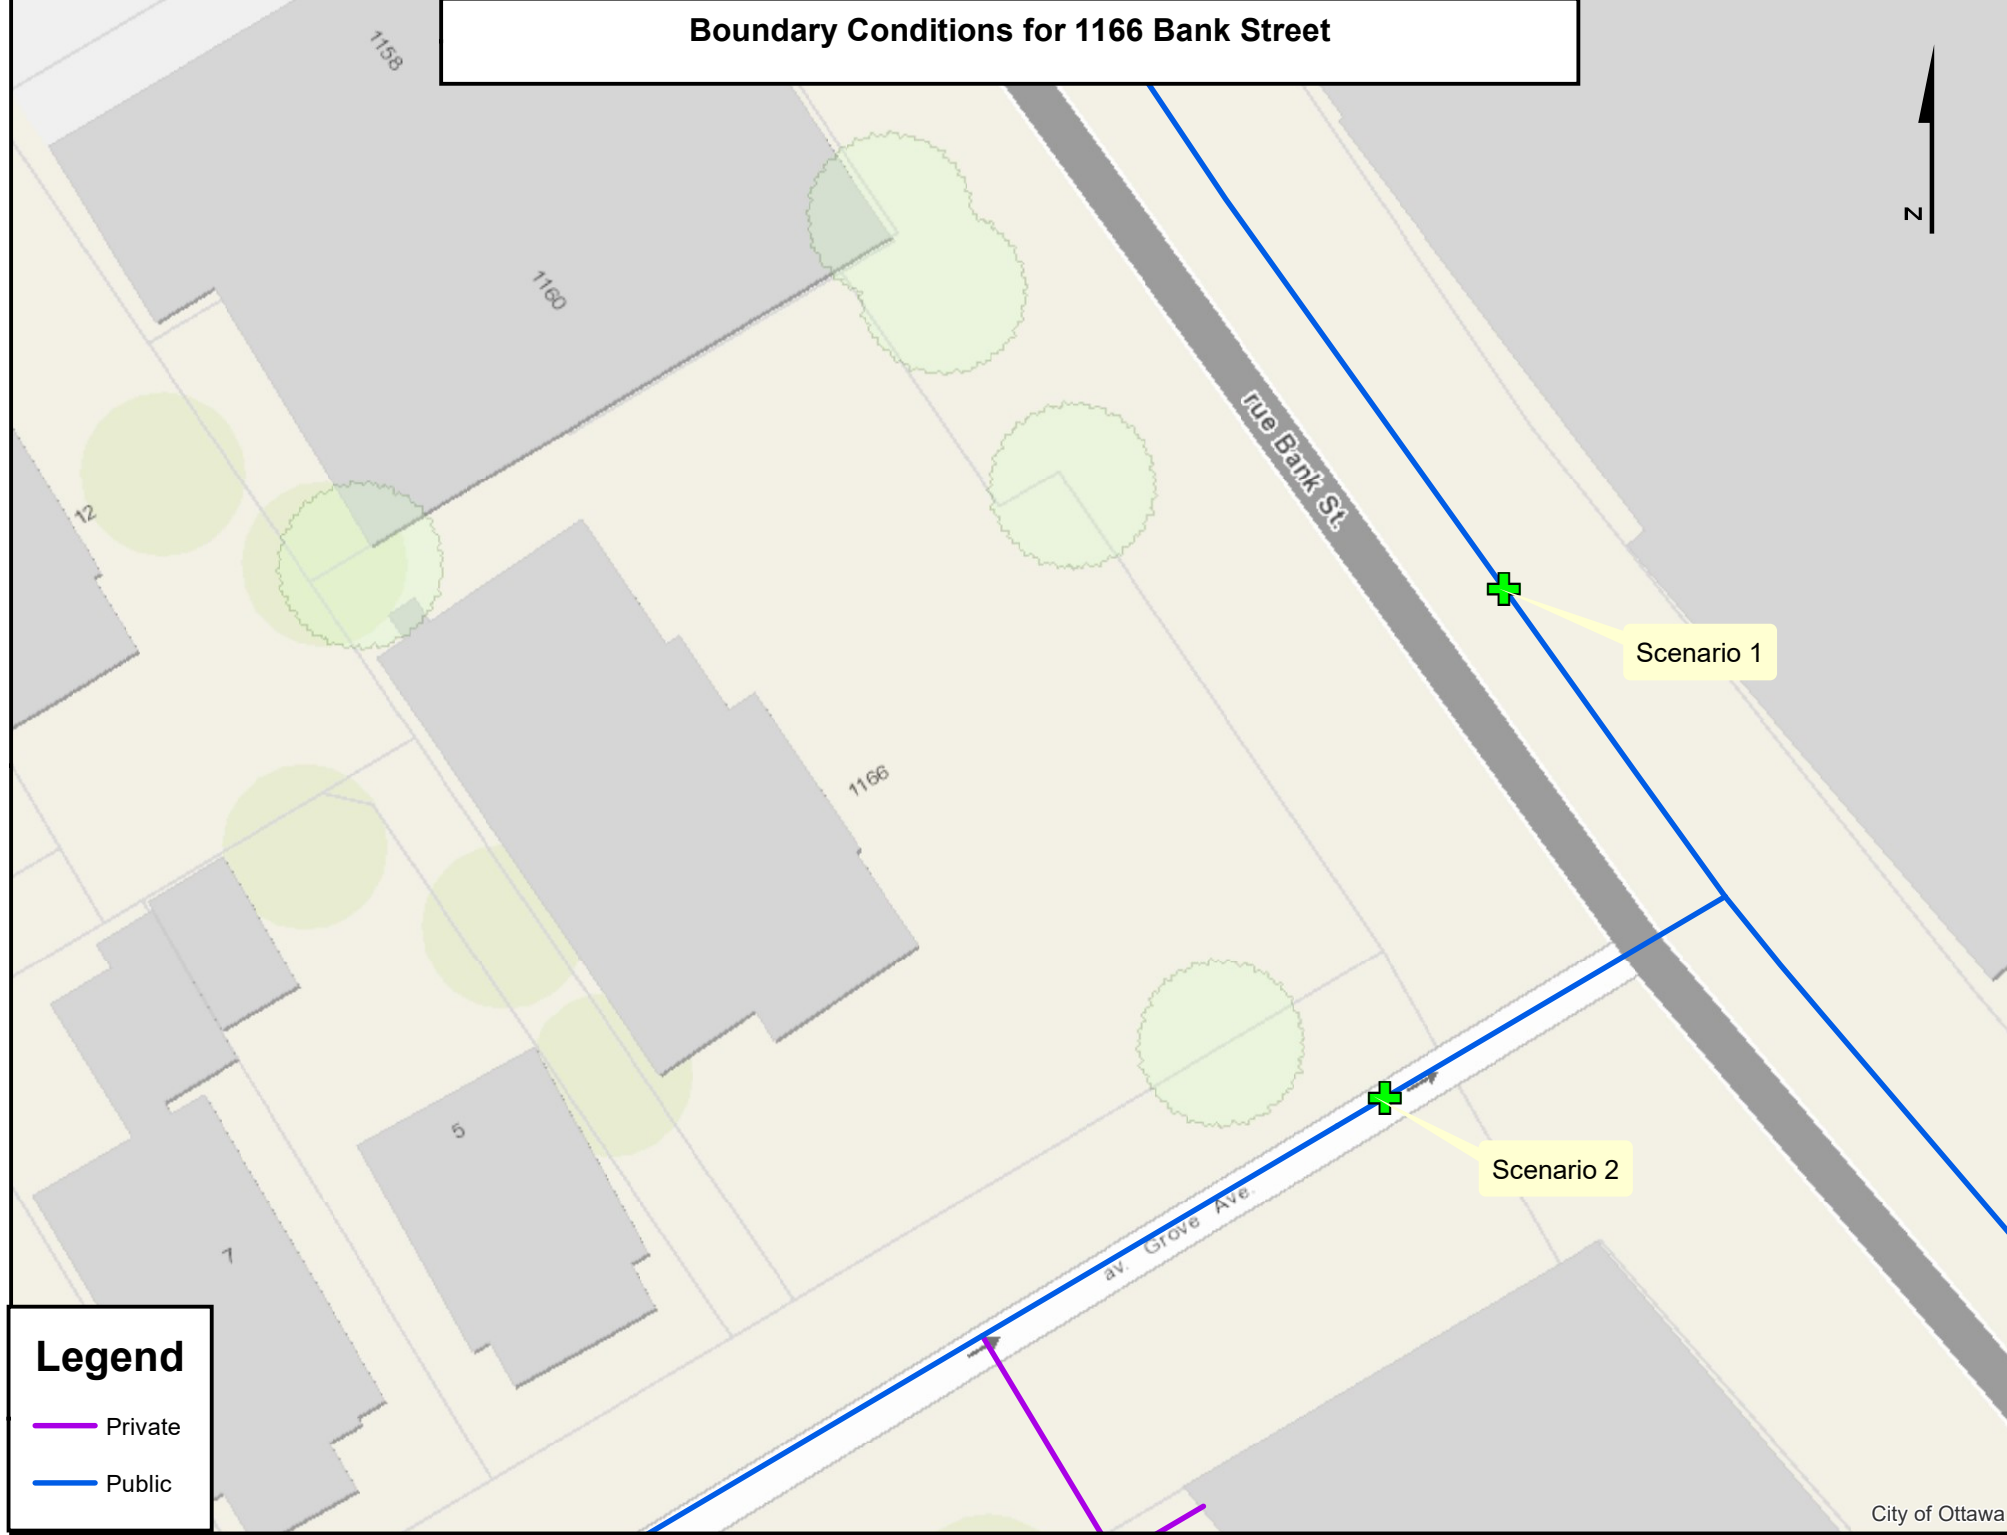 Boundary Conditions for 1166 Bank Street
1158
N
1160
rue Bank St.
12
Scenario 1
1166
5
Scenario 2
av. Grove Ave.
7
Legend
Private
Public
City of Ottawa